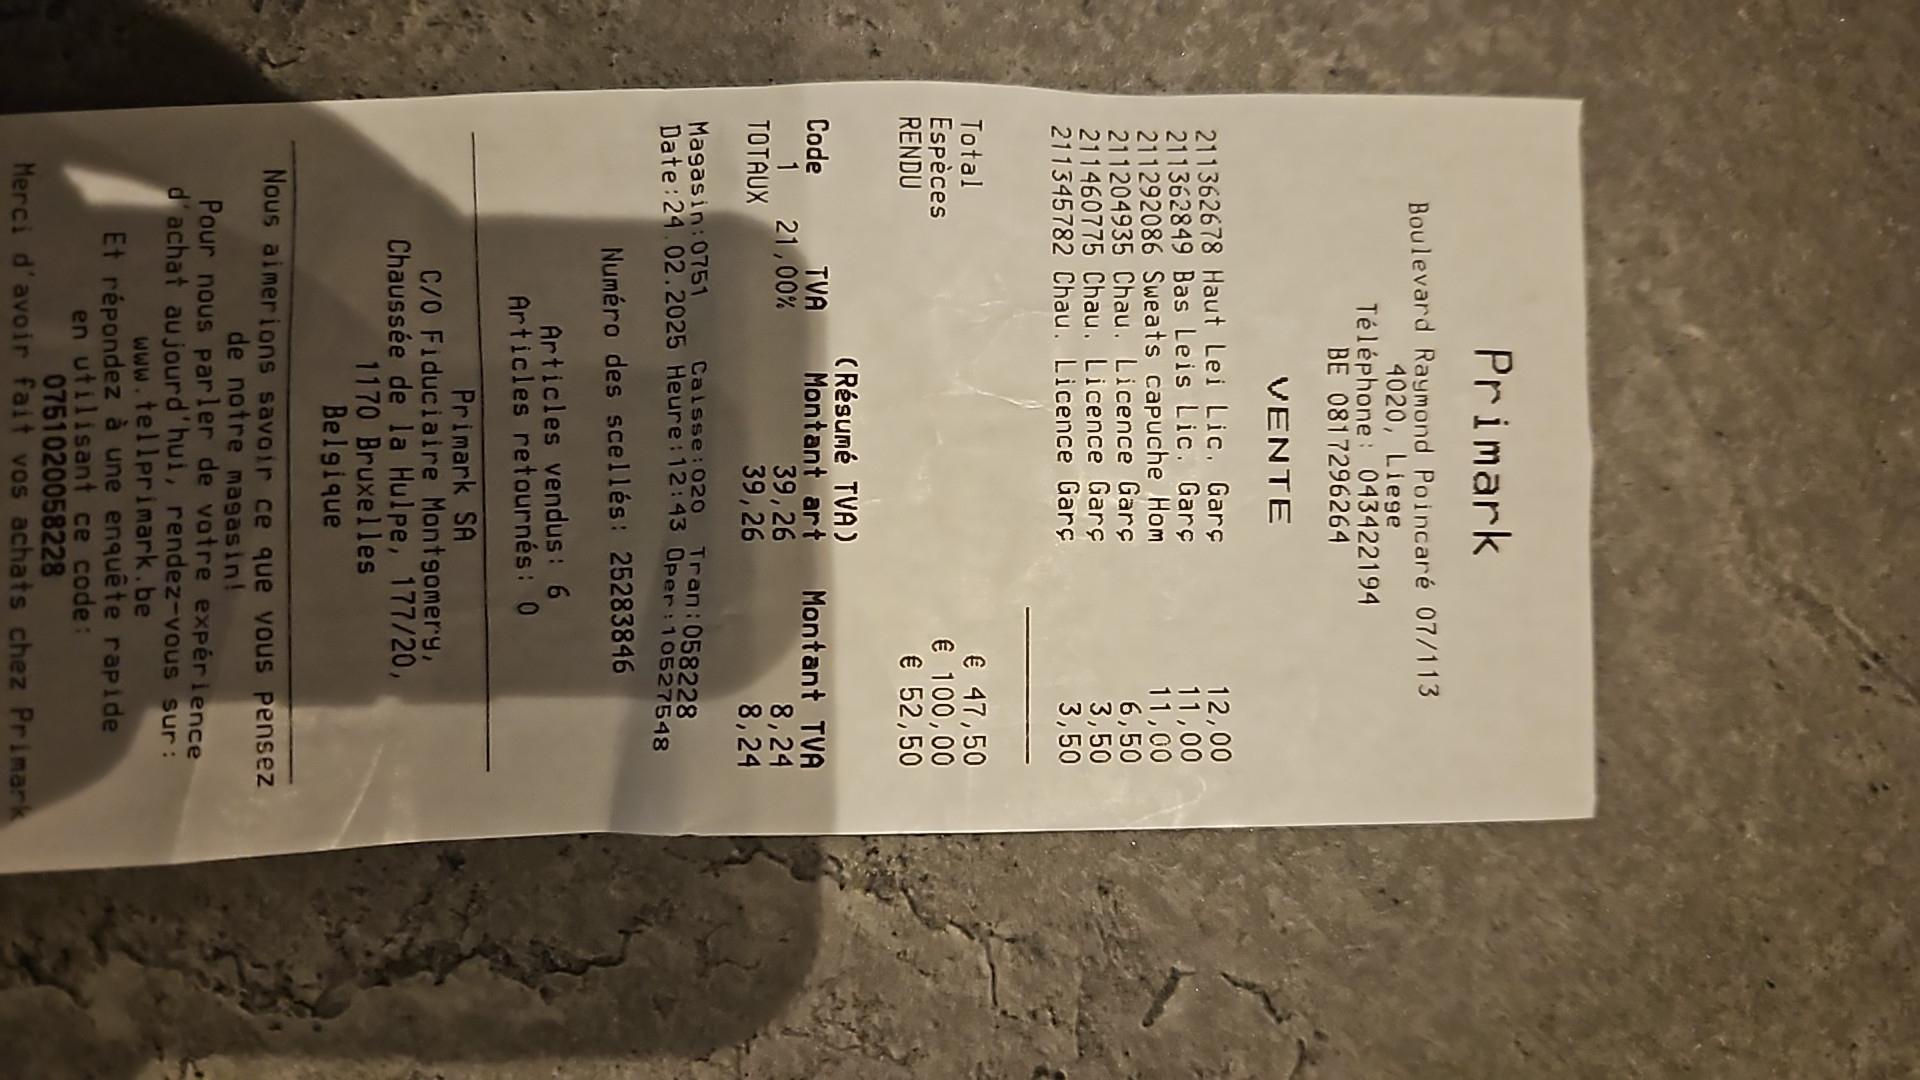 Primark
Boulevard Raymond Poincaré 07/113
4020, Liege
Téléphone: 043422194
BE 0817296264
VENTE
211362678 Haut Lei Lic. Garç 12,00
211362849 Bas Leis Lic. Garç 11,00
211292086 Sweats capuche Hom 11,00
211204935 Chau. Licence Garç 6,50
211460775 Chau. Licence Garç 3,50
211345782 Chau. Licence Garç 3,50
Total € 47,50
Espèces € 100,00
RENDU € 52,50
(Résumé TVA)
Code TVA Montant art Montant TVA
1 21,00% 39,26 8,24
TOTAUX 39,26 8,24
Magasin:0751 Caisse:020 Tran:058228
Date:24.02.2025 Heure:12:43 Oper:10527548
Numéro des scellés: 25283846
Articles vendus: 6
Articles retournés: 0
Primark SA
C/O Fiduciaire Montgomery,
Chaussée de la Hulpe, 177/20,
1170 Bruxelles
Belgique
Nous aimerions savoir ce que vous pensez
de notre magasin!
Pour nous parler de votre expérience
d'achat aujourd'hui, rendez-vous sur:
www.tellprimark.be
Et répondez à une enquête rapide
en utilisant ce code:
0751020058228
Merci d'avoir fait vos achats chez Primark